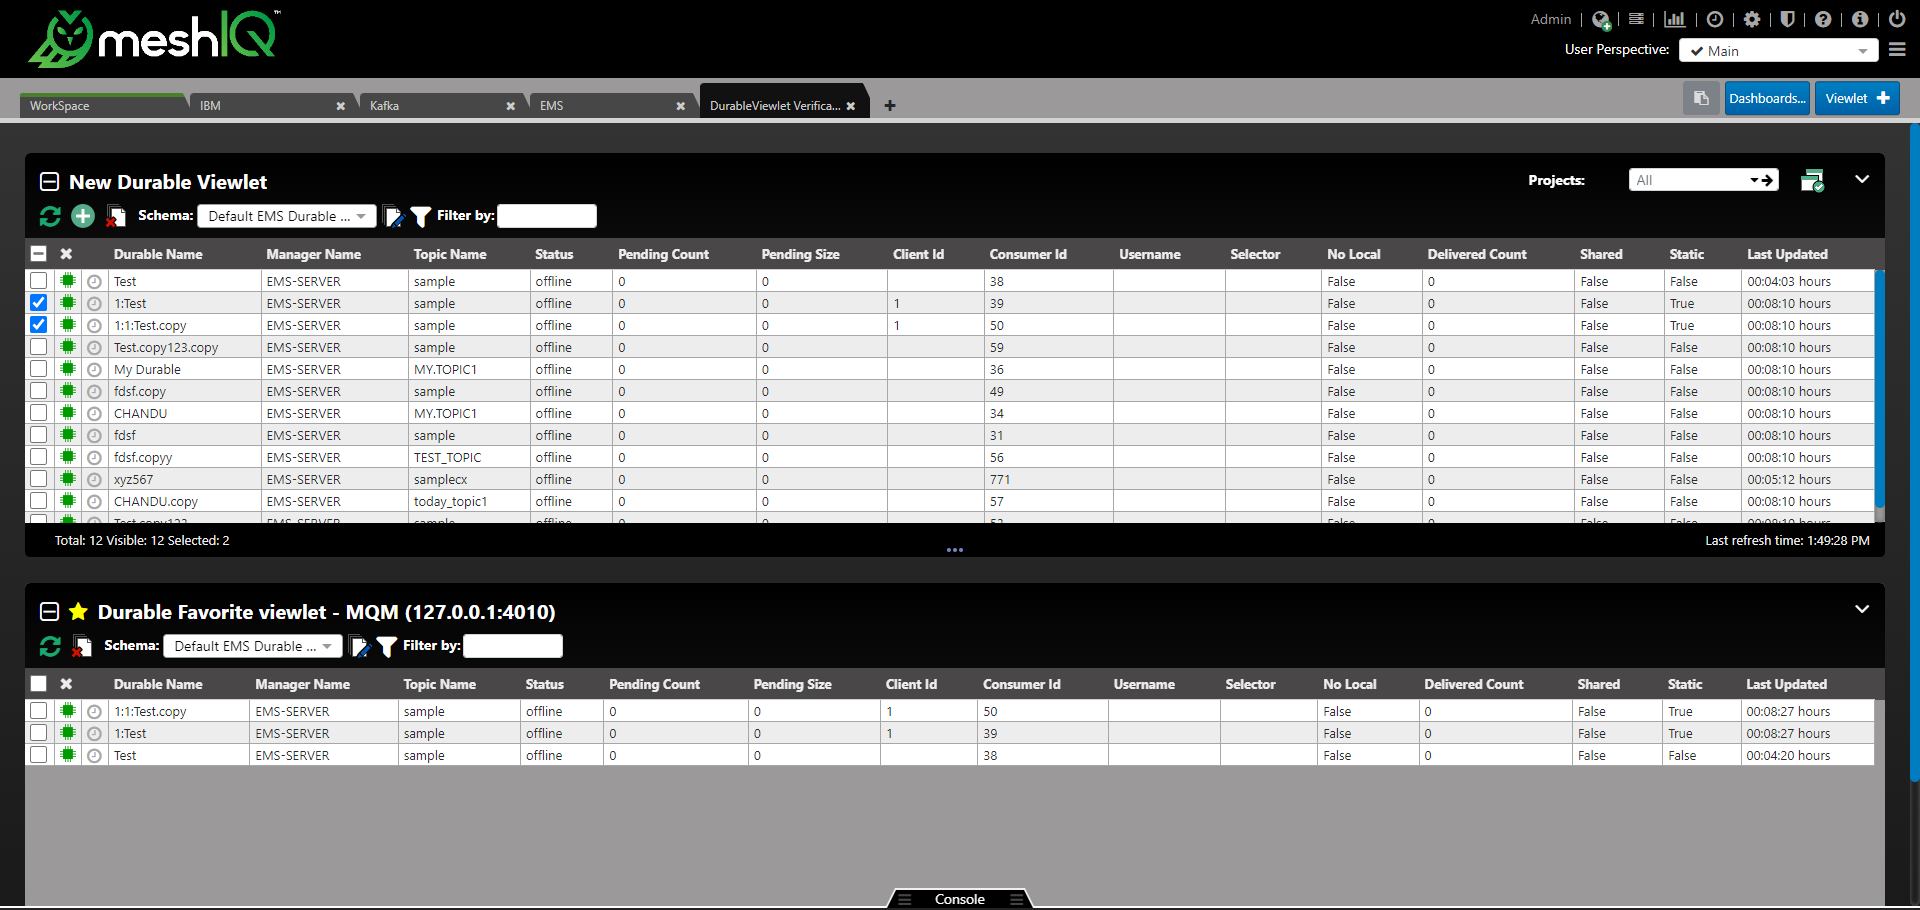 meshIQ™
Admin
User Perspective: Main
WorkSpace IBM Kafka EMS DurableViewlet Verifica... Dashboards... Viewlet
New Durable Viewlet Projects: All
Schema: Default EMS Durable ... Filter by:
Durable Name Manager Name Topic Name Status Pending Count Pending Size Client Id Consumer Id Username Selector No Local Delivered Count Shared Static Last Updated
Test EMS-SERVER sample offline 0 0 38 False 0 False False 00:04:03 hours
1:Test EMS-SERVER sample offline 0 0 1 39 False 0 False True 00:08:10 hours
1:1:Test.copy EMS-SERVER sample offline 0 0 1 50 False 0 False True 00:08:10 hours
Test.copy123.copy EMS-SERVER sample offline 0 0 59 False 0 False False 00:08:10 hours
My Durable EMS-SERVER MY.TOPIC1 offline 0 0 36 False 0 False False 00:08:10 hours
fdsf.copy EMS-SERVER sample offline 0 0 49 False 0 False False 00:08:10 hours
CHANDU EMS-SERVER MY.TOPIC1 offline 0 0 34 False 0 False False 00:08:10 hours
fdsf EMS-SERVER sample offline 0 0 31 False 0 False False 00:08:10 hours
fdsf.copyy EMS-SERVER TEST_TOPIC offline 0 0 56 False 0 False False 00:08:10 hours
xyz567 EMS-SERVER samplecx offline 0 0 771 False 0 False False 00:05:12 hours
CHANDU.copy EMS-SERVER today_topic1 offline 0 0 57 False 0 False False 00:08:10 hours
Total: 12 Visible: 12 Selected: 2 Last refresh time: 1:49:28 PM
Durable Favorite viewlet - MQM (127.0.0.1:4010)
Schema: Default EMS Durable ... Filter by:
Durable Name Manager Name Topic Name Status Pending Count Pending Size Client Id Consumer Id Username Selector No Local Delivered Count Shared Static Last Updated
1:1:Test.copy EMS-SERVER sample offline 0 0 1 50 False 0 False True 00:08:27 hours
1:Test EMS-SERVER sample offline 0 0 1 39 False 0 False True 00:08:27 hours
Test EMS-SERVER sample offline 0 0 38 False 0 False False 00:04:20 hours
Console